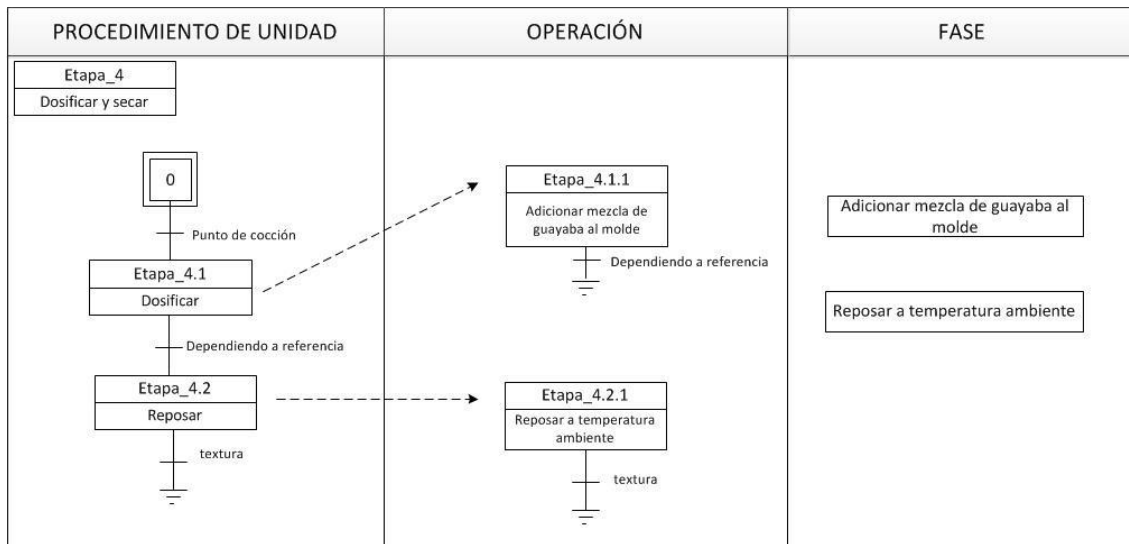 PROCEDIMIENTO DE UNIDAD
OPERACIÓN
FASE
Etapa_4
Dosificar y secar
0
Punto de cocción
Etapa_4.1
Dosificar
Dependiendo a referencia
Etapa_4.2
Reposar
textura
Etapa_4.1.1
Adicionar mezcla de
guayaba al molde
Dependiendo a referencia
Etapa_4.2.1
Reposar a temperatura
ambiente
textura
Adicionar mezcla de guayaba al
molde
Reposar a temperatura ambiente